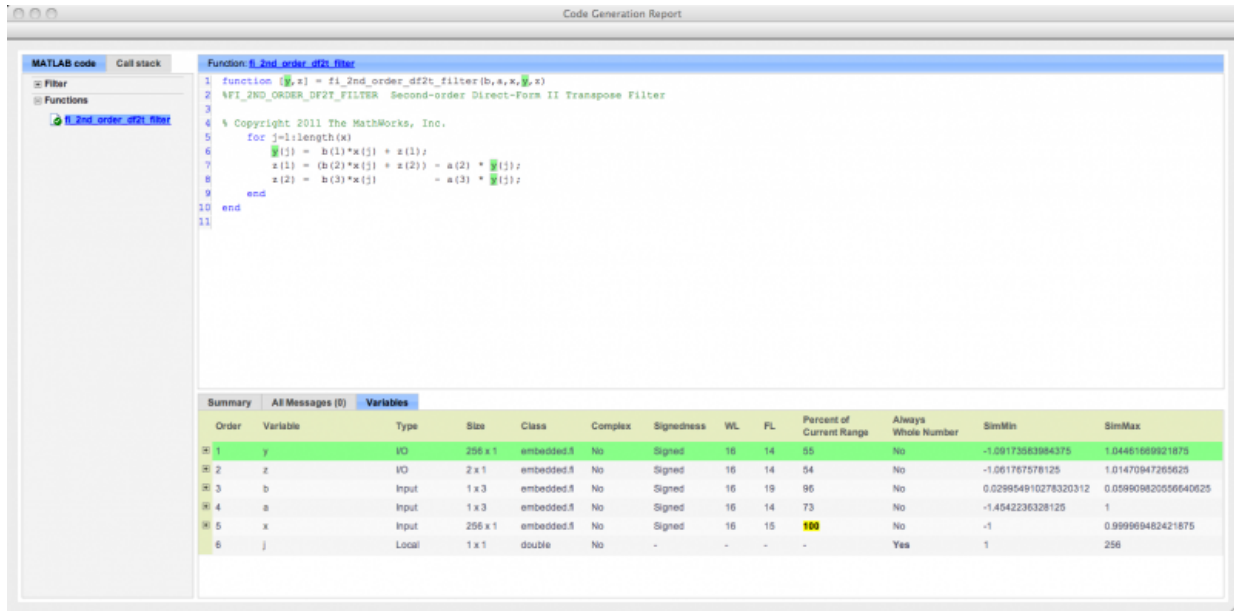 Code Generation Report
MATLAB code Call stack
Filter
Functions
fi_2nd_order_df2t_filter
Function: fi_2nd_order_df2t_filter
1 function [y,z] = fi_2nd_order_df2t_filter(b,a,x,y,z)
2 %FI_2ND_ORDER_DF2T_FILTER Second-order Direct-Form II Transpose Filter
3
4 % Copyright 2011 The MathWorks, Inc.
5 for j=1:length(x)
6 y(j) = b(1)*x(j) + z(1);
7 z(1) = (b(2)*x(j) + z(2)) - a(2) * y(j);
8 z(2) = b(3)*x(j) - a(3) * y(j);
9 end
10 end
11
Summary All Messages (0) Variables
Order Variable Type Size Class Complex Signedness WL FL Percent of Current Range Always Whole Number SimMin SimMax
1 y I/O 256 x 1 embedded.fi No Signed 16 14 55 No -1.09173583984375 1.04461669921875
2 z I/O 2 x 1 embedded.fi No Signed 16 14 54 No -1.061767578125 1.01470947265625
3 b Input 1 x 3 embedded.fi No Signed 16 19 96 No 0.029954910278320312 0.059909820556640625
4 a Input 1 x 3 embedded.fi No Signed 16 14 73 No -1.4542236328125 1
5 x Input 256 x 1 embedded.fi No Signed 16 15 100 No -1 0.999969482421875
6 j Local 1 x 1 double No - - - - Yes 1 256